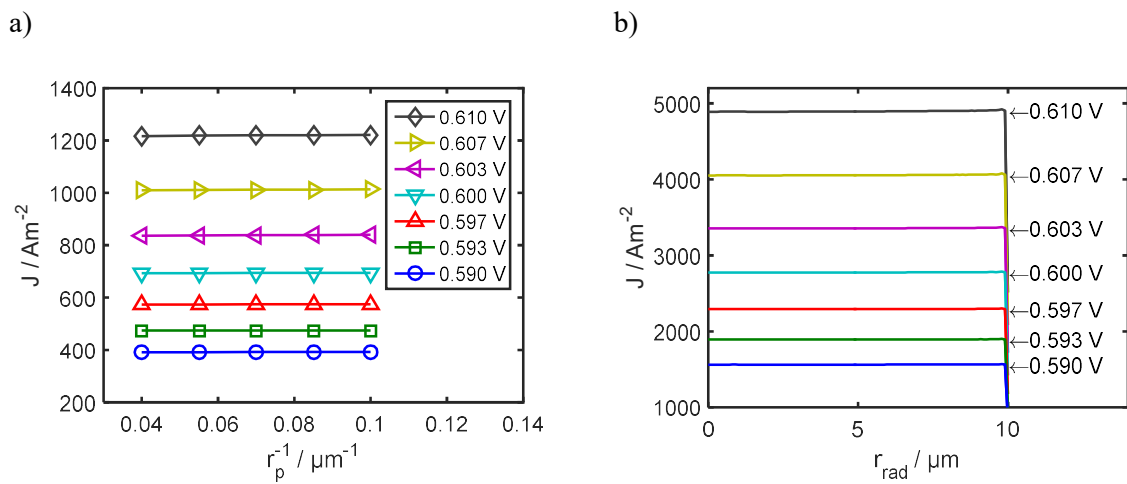 a)
b)
J / Am-2
1400
1200
1000
800
600
400
200
0.610 V
0.607 V
0.603 V
0.600 V
0.597 V
0.593 V
0.590 V
0.04 0.06 0.08 0.1 0.12 0.14
rp-1 / μm-1
J / Am-2
5000
4000
3000
2000
1000
←0.610 V
←0.607 V
←0.603 V
←0.600 V
←0.597 V
←0.593 V
←0.590 V
0 5 10
rrad / μm